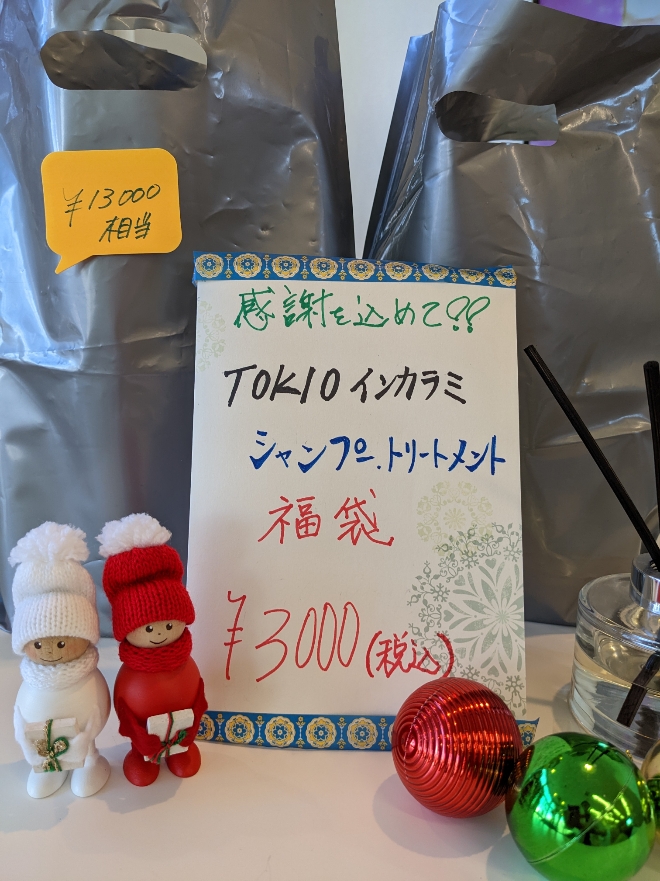 ¥13000
相当
感謝を込めて??
TOKIOインカラミ
シャンプー.トリートメント
福袋
¥3000(税込)